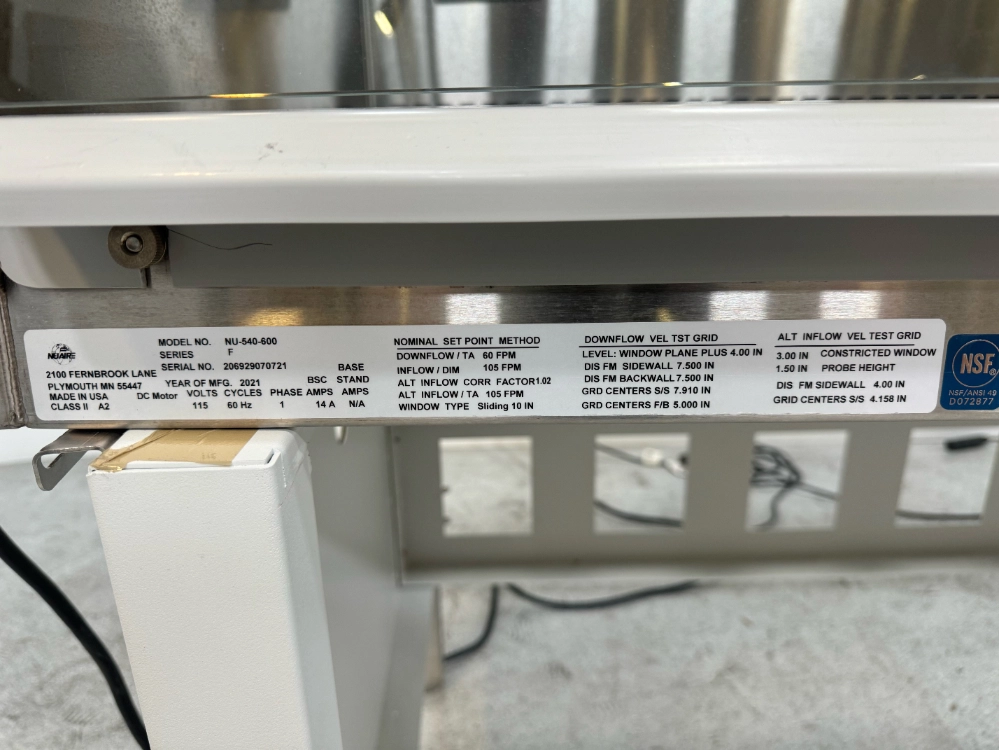 NUAIRE
2100 FERNBROOK LANE
PLYMOUTH MN 55447
MADE IN USA
CLASS II A2
MODEL NO. NU-540-600
SERIES F
SERIAL NO. 206929070721
YEAR OF MFG. 2021
BASE
BSC STAND
DC Motor VOLTS CYCLES PHASE AMPS AMPS
115 60 Hz 1 14 A N/A
NOMINAL SET POINT METHOD
DOWNFLOW / TA 60 FPM
INFLOW / DIM 105 FPM
ALT INFLOW CORR FACTOR1.02
ALT INFLOW / TA 105 FPM
WINDOW TYPE Sliding 10 IN
DOWNFLOW VEL TST GRID
LEVEL: WINDOW PLANE PLUS 4.00 IN
DIS FM SIDEWALL 7.500 IN
DIS FM BACKWALL 7.500 IN
GRD CENTERS S/S 7.910 IN
GRD CENTERS F/B 5.000 IN
ALT INFLOW VEL TEST GRID
3.00 IN CONSTRICTED WINDOW
1.50 IN PROBE HEIGHT
DIS FM SIDEWALL 4.00 IN
GRID CENTERS S/S 4.158 IN
NSF®
NSF/ANSI 49
D072877